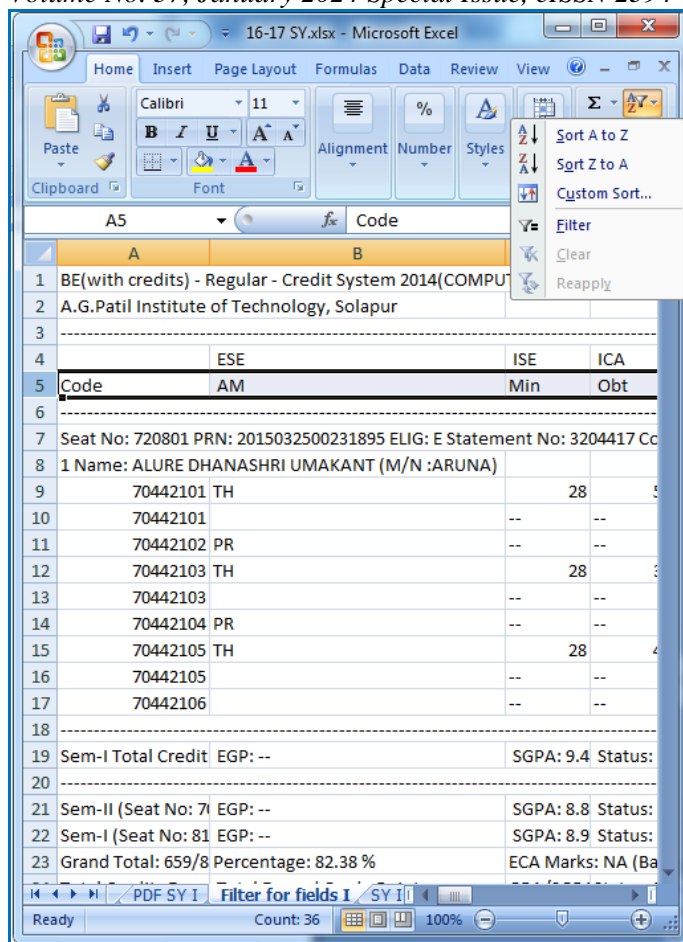 Volume No. 37, January 2024 Special Issue, eISSN 2394
16-17 SY.xlsx - Microsoft Excel
Home Insert Page Layout Formulas Data Review View
Calibri 11 % A Σ
Paste B I U A A Alignment Number Styles
Clipboard Font
Sort A to Z
Sort Z to A
Custom Sort...
Filter
Clear
Reapply
A5 fx Code
A B
1 BE(with credits) - Regular - Credit System 2014(COMPUT
2 A.G.Patil Institute of Technology, Solapur
3 ------------------------------------------------------------
4 ESE ISE ICA
5 Code AM Min Obt
6 ------------------------------------------------------------
7 Seat No: 720801 PRN: 2015032500231895 ELIG: E Statement No: 3204417 Co
8 1 Name: ALURE DHANASHRI UMAKANT (M/N :ARUNA)
9 70442101 TH 28
10 70442101 -- --
11 70442102 PR -- --
12 70442103 TH 28
13 70442103 -- --
14 70442104 PR -- --
15 70442105 TH 28
16 70442105 -- --
17 70442106 -- --
18 ------------------------------------------------------------
19 Sem-I Total Credit EGP: -- SGPA: 9.4 Status:
20 ------------------------------------------------------------
21 Sem-II (Seat No: 70 EGP: -- SGPA: 8.8 Status:
22 Sem-I (Seat No: 81 EGP: -- SGPA: 8.9 Status:
23 Grand Total: 659/8 Percentage: 82.38 % ECA Marks: NA (Ba
PDF SY I Filter for fields I SY I
Ready Count: 36 100%